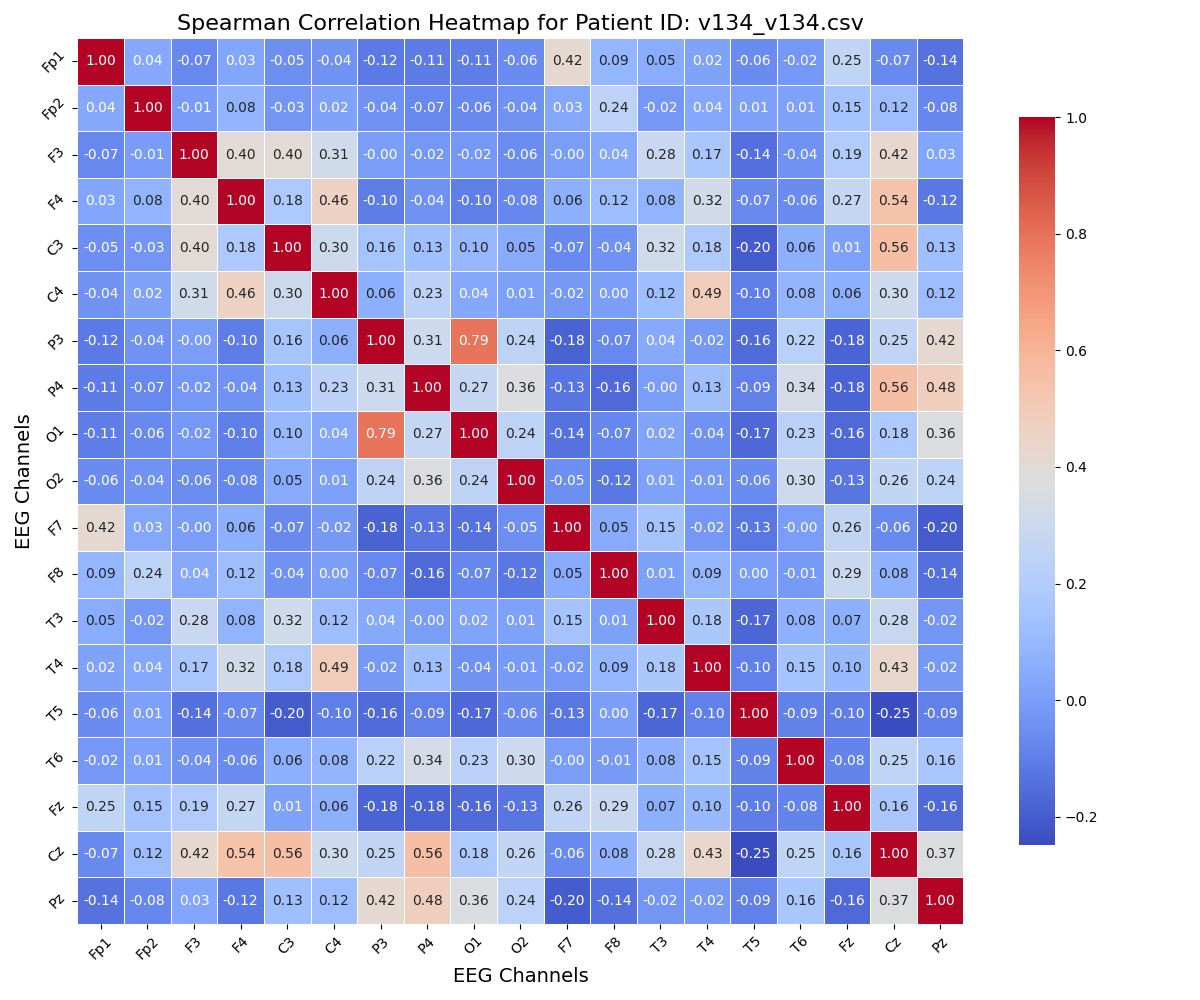 Spearman Correlation Heatmap for Patient ID: v134_v134.csv
Fp1 1.00 0.04 -0.07 0.03 -0.05 -0.04 -0.12 -0.11 -0.11 -0.06 0.42 0.09 0.05 0.02 -0.06 -0.02 0.25 -0.07 -0.14
Fp2 0.04 1.00 -0.01 0.08 -0.03 0.02 -0.04 -0.07 -0.06 -0.04 0.03 0.24 -0.02 0.04 0.01 0.01 0.15 0.12 -0.08
F3 -0.07 -0.01 1.00 0.40 0.40 0.31 -0.00 -0.02 -0.02 -0.06 -0.00 0.04 0.28 0.17 -0.14 -0.04 0.19 0.42 0.03
F4 0.03 0.08 0.40 1.00 0.18 0.46 -0.10 -0.04 -0.10 -0.08 0.06 0.12 0.08 0.32 -0.07 -0.06 0.27 0.54 -0.12
C3 -0.05 -0.03 0.40 0.18 1.00 0.30 0.16 0.13 0.10 0.05 -0.07 -0.04 0.32 0.18 -0.20 0.06 0.01 0.56 0.13
C4 -0.04 0.02 0.31 0.46 0.30 1.00 0.06 0.23 0.04 0.01 -0.02 0.00 0.12 0.49 -0.10 0.08 0.06 0.30 0.12
P3 -0.12 -0.04 -0.00 -0.10 0.16 0.06 1.00 0.31 0.79 0.24 -0.18 -0.07 0.04 -0.02 -0.16 0.22 -0.18 0.25 0.42
P4 -0.11 -0.07 -0.02 -0.04 0.13 0.23 0.31 1.00 0.27 0.36 -0.13 -0.16 -0.00 0.13 -0.09 0.34 -0.18 0.56 0.48
O1 -0.11 -0.06 -0.02 -0.10 0.10 0.04 0.79 0.27 1.00 0.24 -0.14 -0.07 0.02 -0.04 -0.17 0.23 -0.16 0.18 0.36
O2 -0.06 -0.04 -0.06 -0.08 0.05 0.01 0.24 0.36 0.24 1.00 -0.05 -0.12 0.01 -0.01 -0.06 0.30 -0.13 0.26 0.24
F7 0.42 0.03 -0.00 0.06 -0.07 -0.02 -0.18 -0.13 -0.14 -0.05 1.00 0.05 0.15 -0.02 -0.13 -0.00 0.26 -0.06 -0.20
F8 0.09 0.24 0.04 0.12 -0.04 0.00 -0.07 -0.16 -0.07 -0.12 0.05 1.00 0.01 0.09 0.00 -0.01 0.29 0.08 -0.14
T3 0.05 -0.02 0.28 0.08 0.32 0.12 0.04 -0.00 0.02 0.01 0.15 0.01 1.00 0.18 -0.17 0.08 0.07 0.28 -0.02
T4 0.02 0.04 0.17 0.32 0.18 0.49 -0.02 0.13 -0.04 -0.01 -0.02 0.09 0.18 1.00 -0.10 0.15 0.10 0.43 -0.02
T5 -0.06 0.01 -0.14 -0.07 -0.20 -0.10 -0.16 -0.09 -0.17 -0.06 -0.13 0.00 -0.17 -0.10 1.00 -0.09 -0.10 -0.25 -0.09
T6 -0.02 0.01 -0.04 -0.06 0.06 0.08 0.22 0.34 0.23 0.30 -0.00 -0.01 0.08 0.15 -0.09 1.00 -0.08 0.25 0.16
Fz 0.25 0.15 0.19 0.27 0.01 0.06 -0.18 -0.18 -0.16 -0.13 0.26 0.29 0.07 0.10 -0.10 -0.08 1.00 0.16 -0.16
Cz -0.07 0.12 0.42 0.54 0.56 0.30 0.25 0.56 0.18 0.26 -0.06 0.08 0.28 0.43 -0.25 0.25 0.16 1.00 0.37
Pz -0.14 -0.08 0.03 -0.12 0.13 0.12 0.42 0.48 0.36 0.24 -0.20 -0.14 -0.02 -0.02 -0.09 0.16 -0.16 0.37 1.00
Fp1 Fp2 F3 F4 C3 C4 P3 P4 O1 O2 F7 F8 T3 T4 T5 T6 Fz Cz Pz
EEG Channels
EEG Channels
1.0
0.8
0.6
0.4
0.2
0.0
−0.2